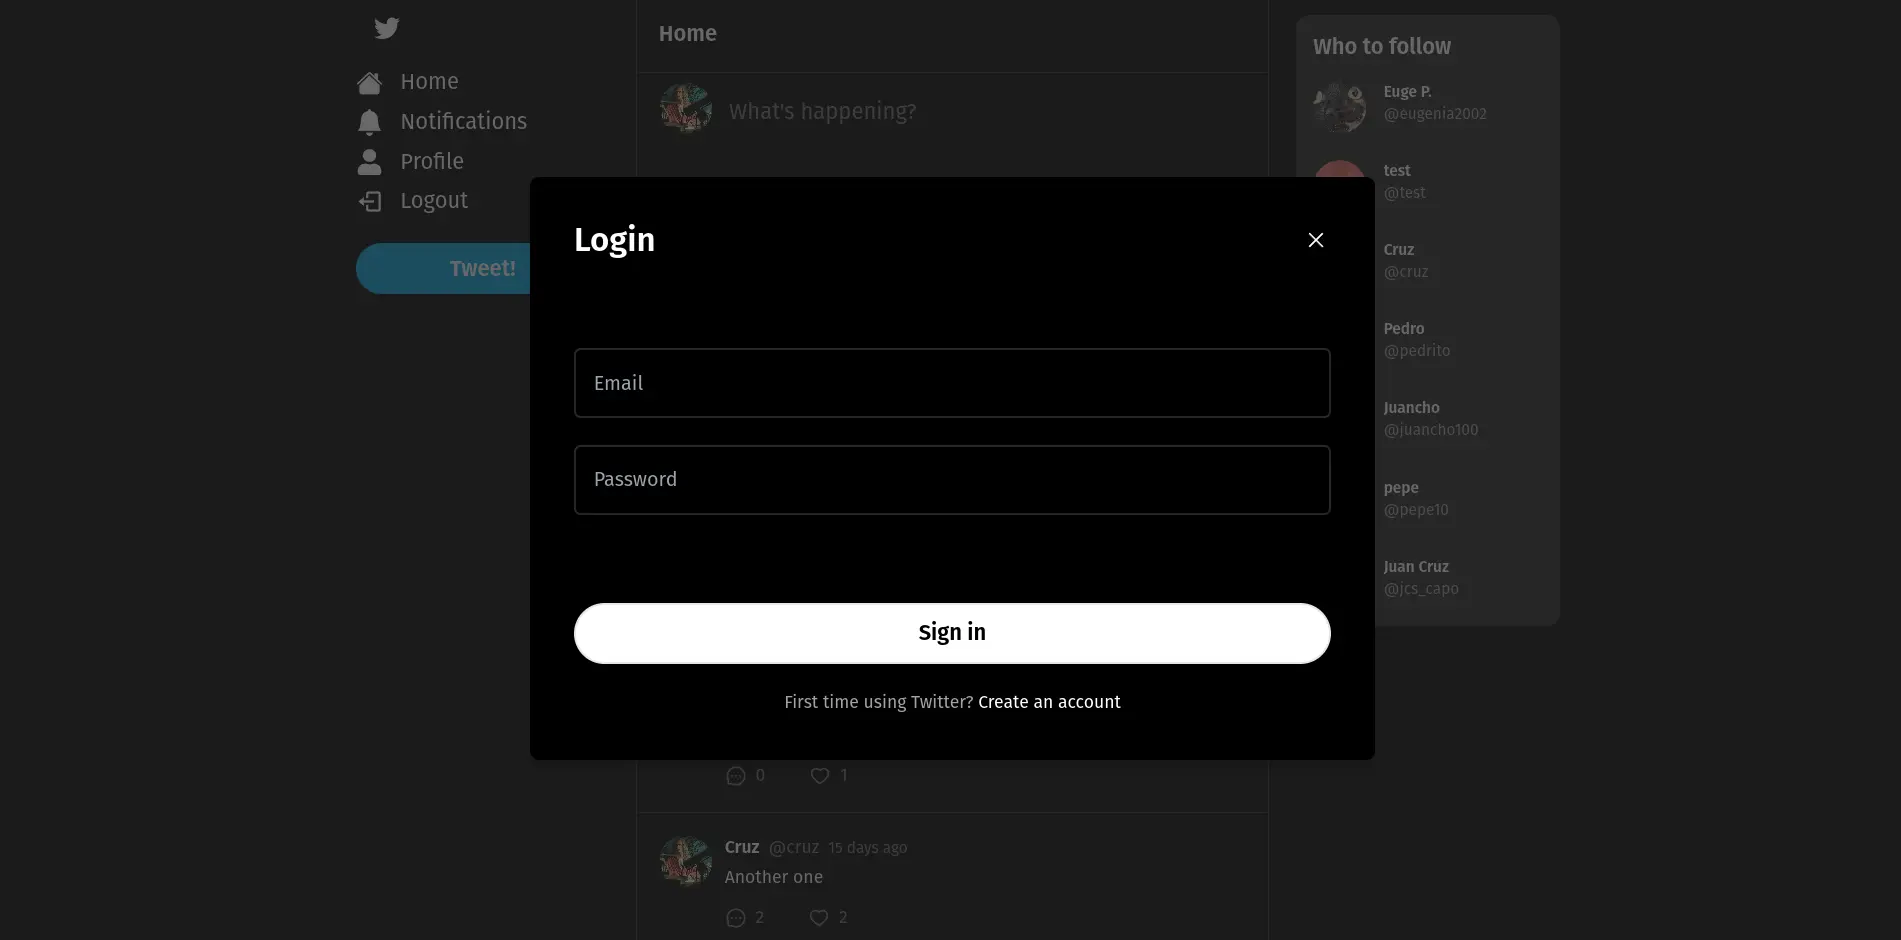 Home
Notifications
Profile
Logout
Tweet!
Home
What's happening?
Login
Email
Password
Sign in
First time using Twitter? Create an account
0 1
Cruz @cruz 15 days ago
Another one
2 2
Who to follow
Euge P.
@eugenia2002
test
@test
Cruz
@cruz
Pedro
@pedrito
Juancho
@juancho100
pepe
@pepe10
Juan Cruz
@jcs_capo